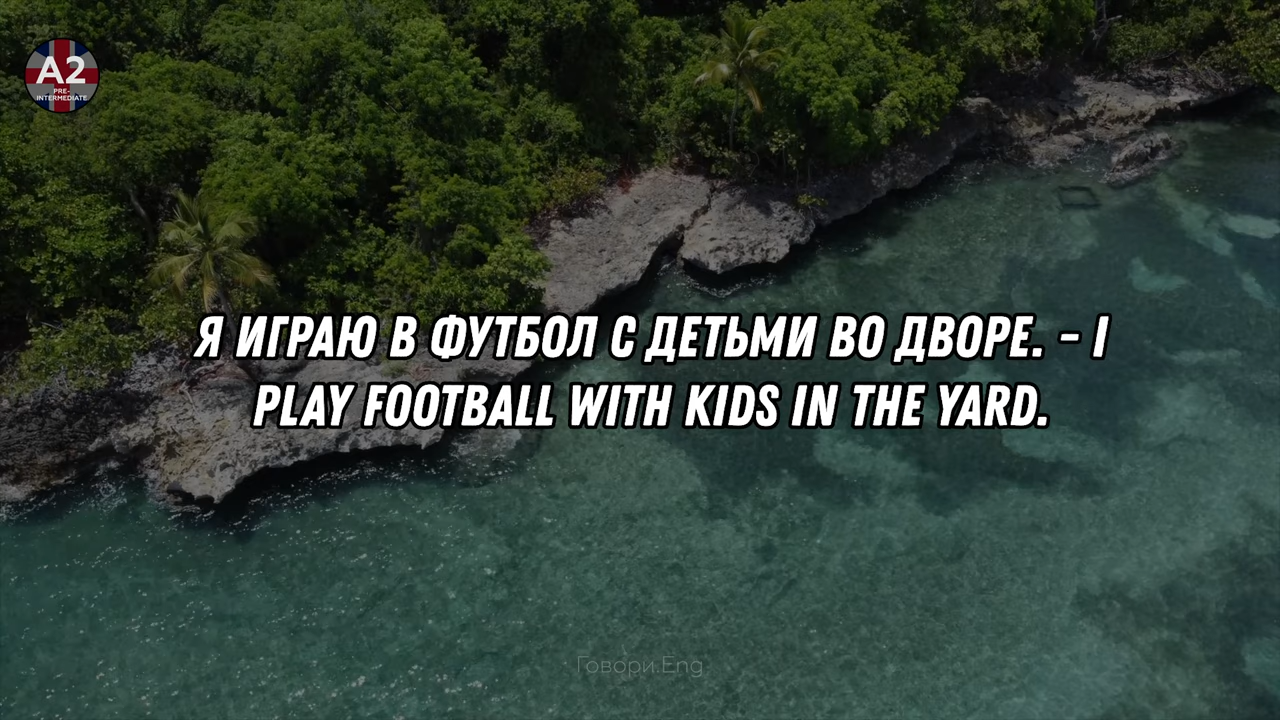 A2
PRE-
INTERMEDIATE
Я ИГРАЮ В ФУТБОЛ С ДЕТЬМИ ВО ДВОРЕ. - I
PLAY FOOTBALL WITH KIDS IN THE YARD.
Говори.Eng